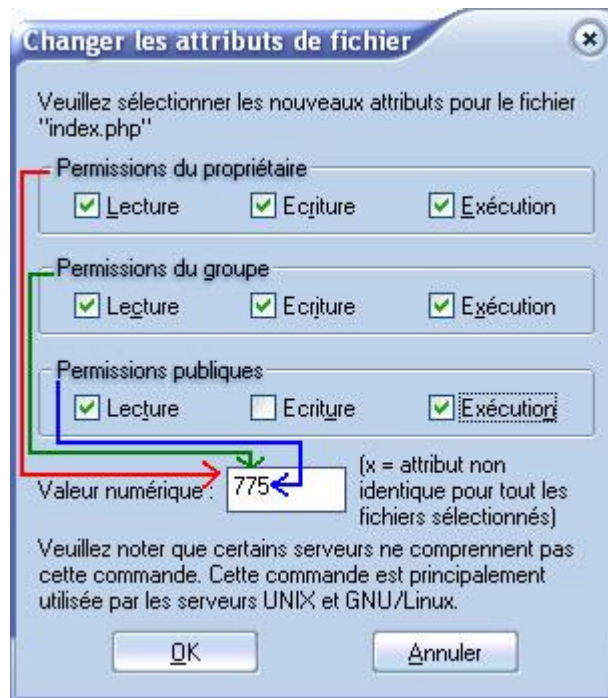 Changer les attributs de fichier
Veuillez sélectionner les nouveaux attributs pour le fichier
"index.php"
Permissions du propriétaire
Lecture Ecriture Exécution
Permissions du groupe
Lecture Ecriture Exécution
Permissions publiques
Lecture Ecriture Exécution
Valeur numérique : 775 (x = attribut non
identique pour tout les
fichiers sélectionnés)
Veuillez noter que certains serveurs ne comprennent pas
cette commande. Cette commande est principalement
utilisée par les serveurs UNIX et GNU/Linux.
OK Annuler